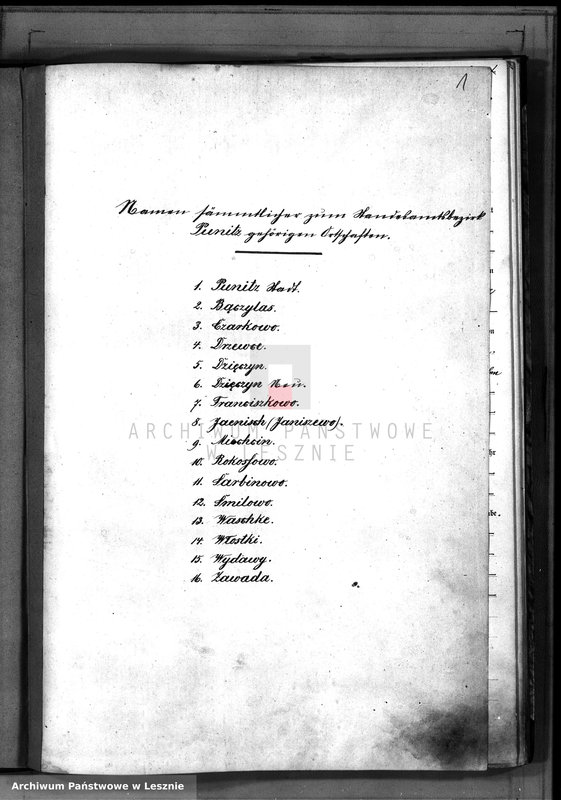 1
Namen sämmtlicher zum Standesamtsbezirk
Punitz gehörigen Ortschaften.
1. Punitz Stadt.
2. Bączylas.
3. Czarkowo.
4. Drzewce.
5. Dzięczyn.
6. Dzięczyn Neu.
7. Franciszkowo.
8. Jaenisch (Janiszewo).
9.
10. Rokossowo.
11. Sarbinowo.
12. Smilowo.
13. Waschke.
14. Włostki.
15. Wydawy.
16. Zawada.
ARCHIWUM PAŃSTWOWE
W LESZNIE
Archiwum Państwowe w Lesznie